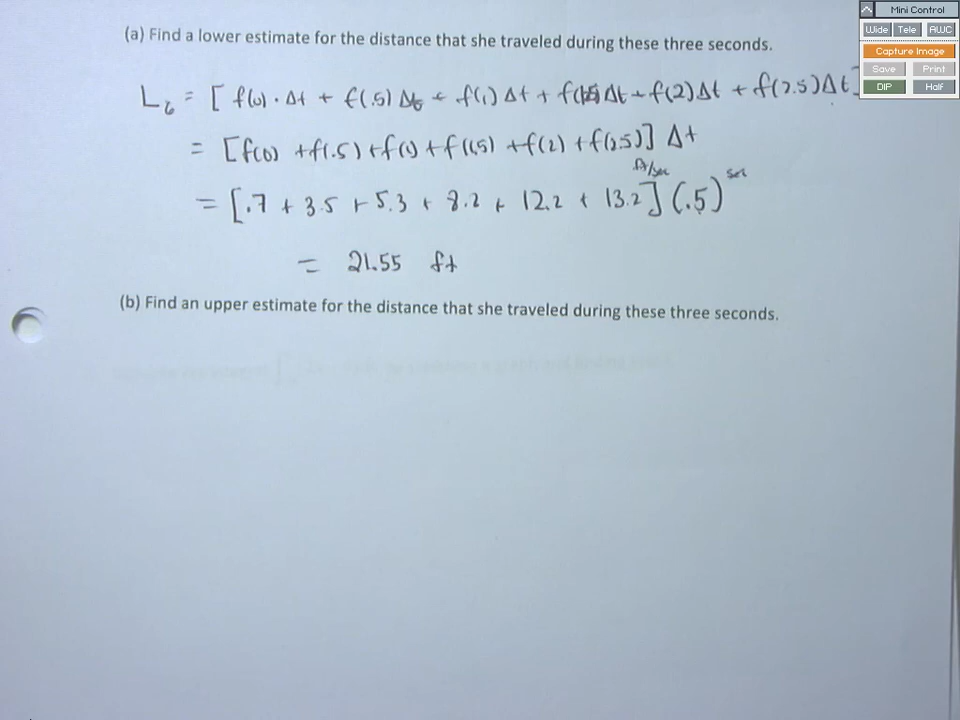 (a) Find a lower estimate for the distance that she traveled during these three seconds.
L₆ = [ f(0) · Δt + f(.5) Δt + f(1) Δt + f(1.5) Δt + f(2) Δt + f(2.5) Δt ]
= [f(0) + f(.5) + f(1) + f(1.5) + f(2) + f(2.5)] Δt
= [.7 + 3.5 + 5.3 + 8.2 + 12.2 + 13.2] ft/sec (.5) sec
= 21.55 ft
(b) Find an upper estimate for the distance that she traveled during these three seconds.
Mini Control
Wide Tele AWC
Capture Image
Save Print
DIP Half